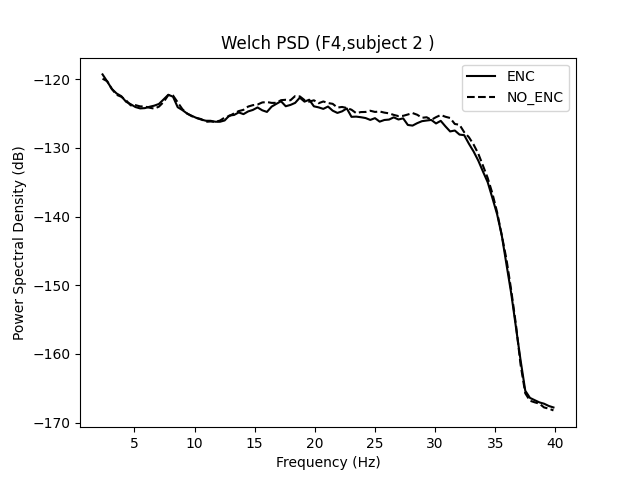 Welch PSD (F4,subject 2 )
ENC
NO_ENC
Power Spectral Density (dB)
−120
−130
−140
−150
−160
−170
5 10 15 20 25 30 35 40
Frequency (Hz)